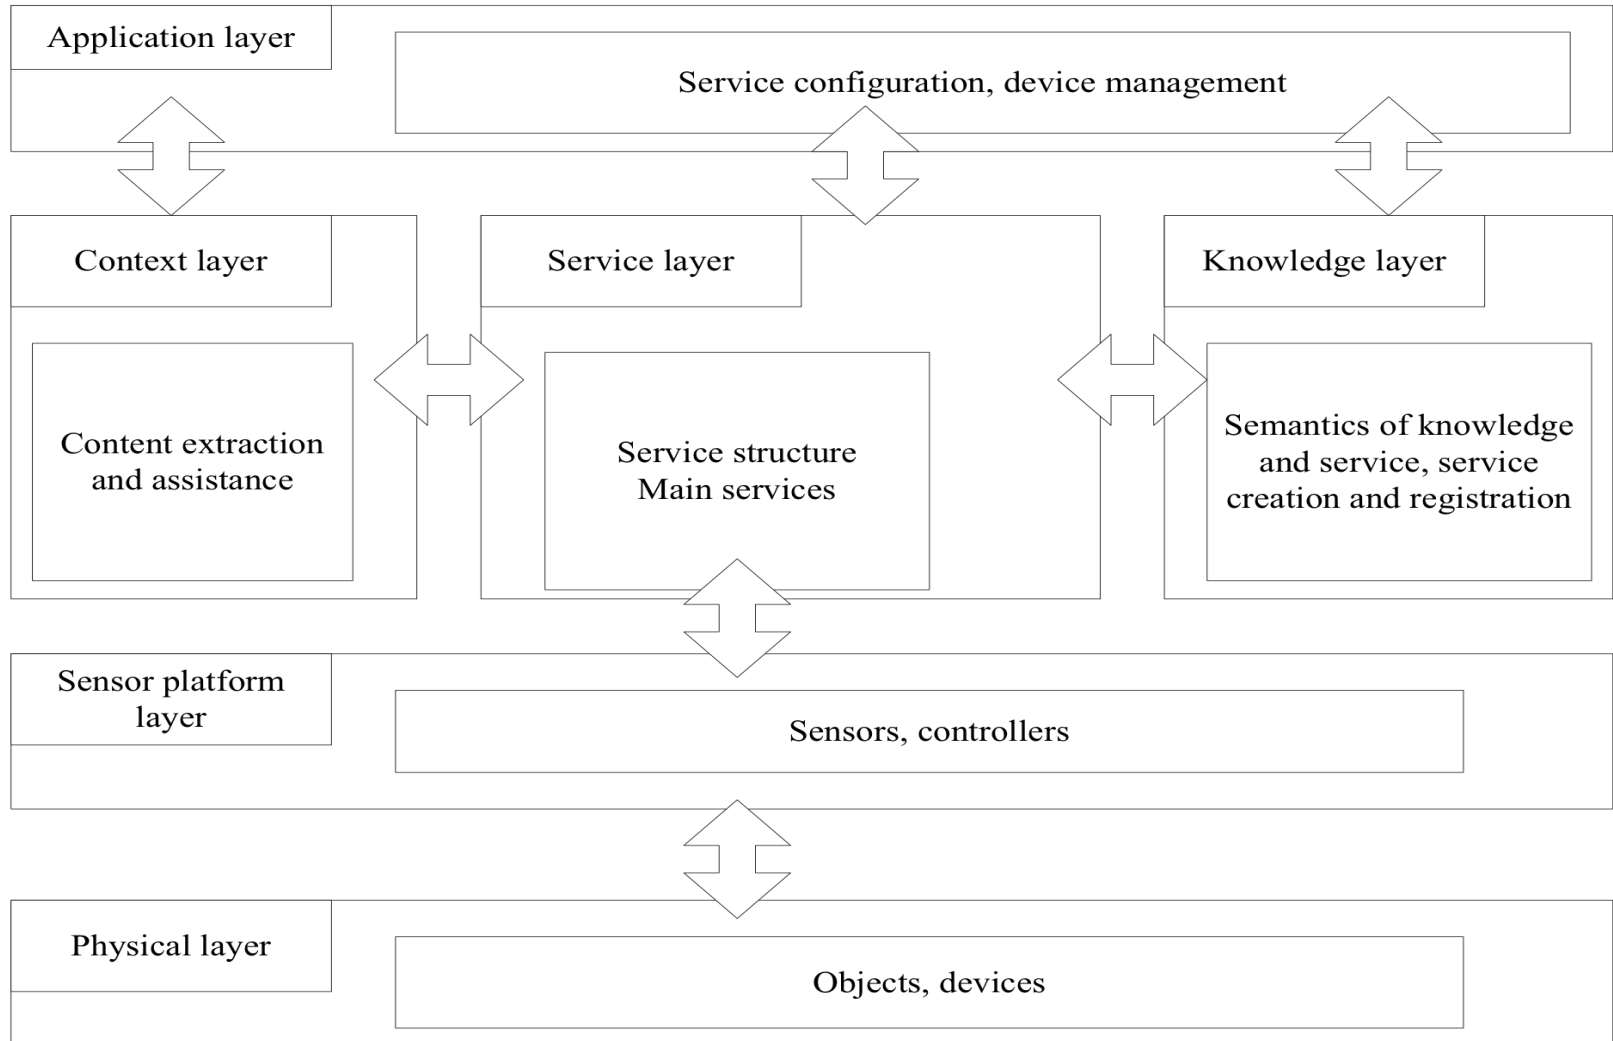 Application layer
Service configuration, device management
Context layer
Service layer
Knowledge layer
Content extraction
and assistance
Service structure
Main services
Semantics of knowledge
and service, service
creation and registration
Sensor platform
layer
Sensors, controllers
Physical layer
Objects, devices